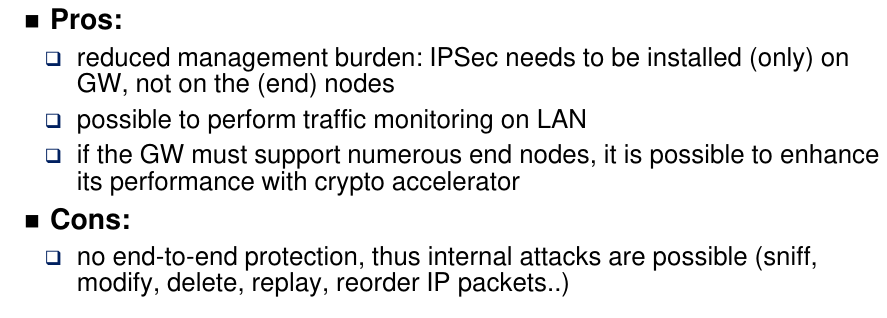 ■ Pros:
❑ reduced management burden: IPSec needs to be installed (only) on
GW, not on the (end) nodes
❑ possible to perform traffic monitoring on LAN
❑ if the GW must support numerous end nodes, it is possible to enhance
its performance with crypto accelerator
■ Cons:
❑ no end-to-end protection, thus internal attacks are possible (sniff,
modify, delete, replay, reorder IP packets..)